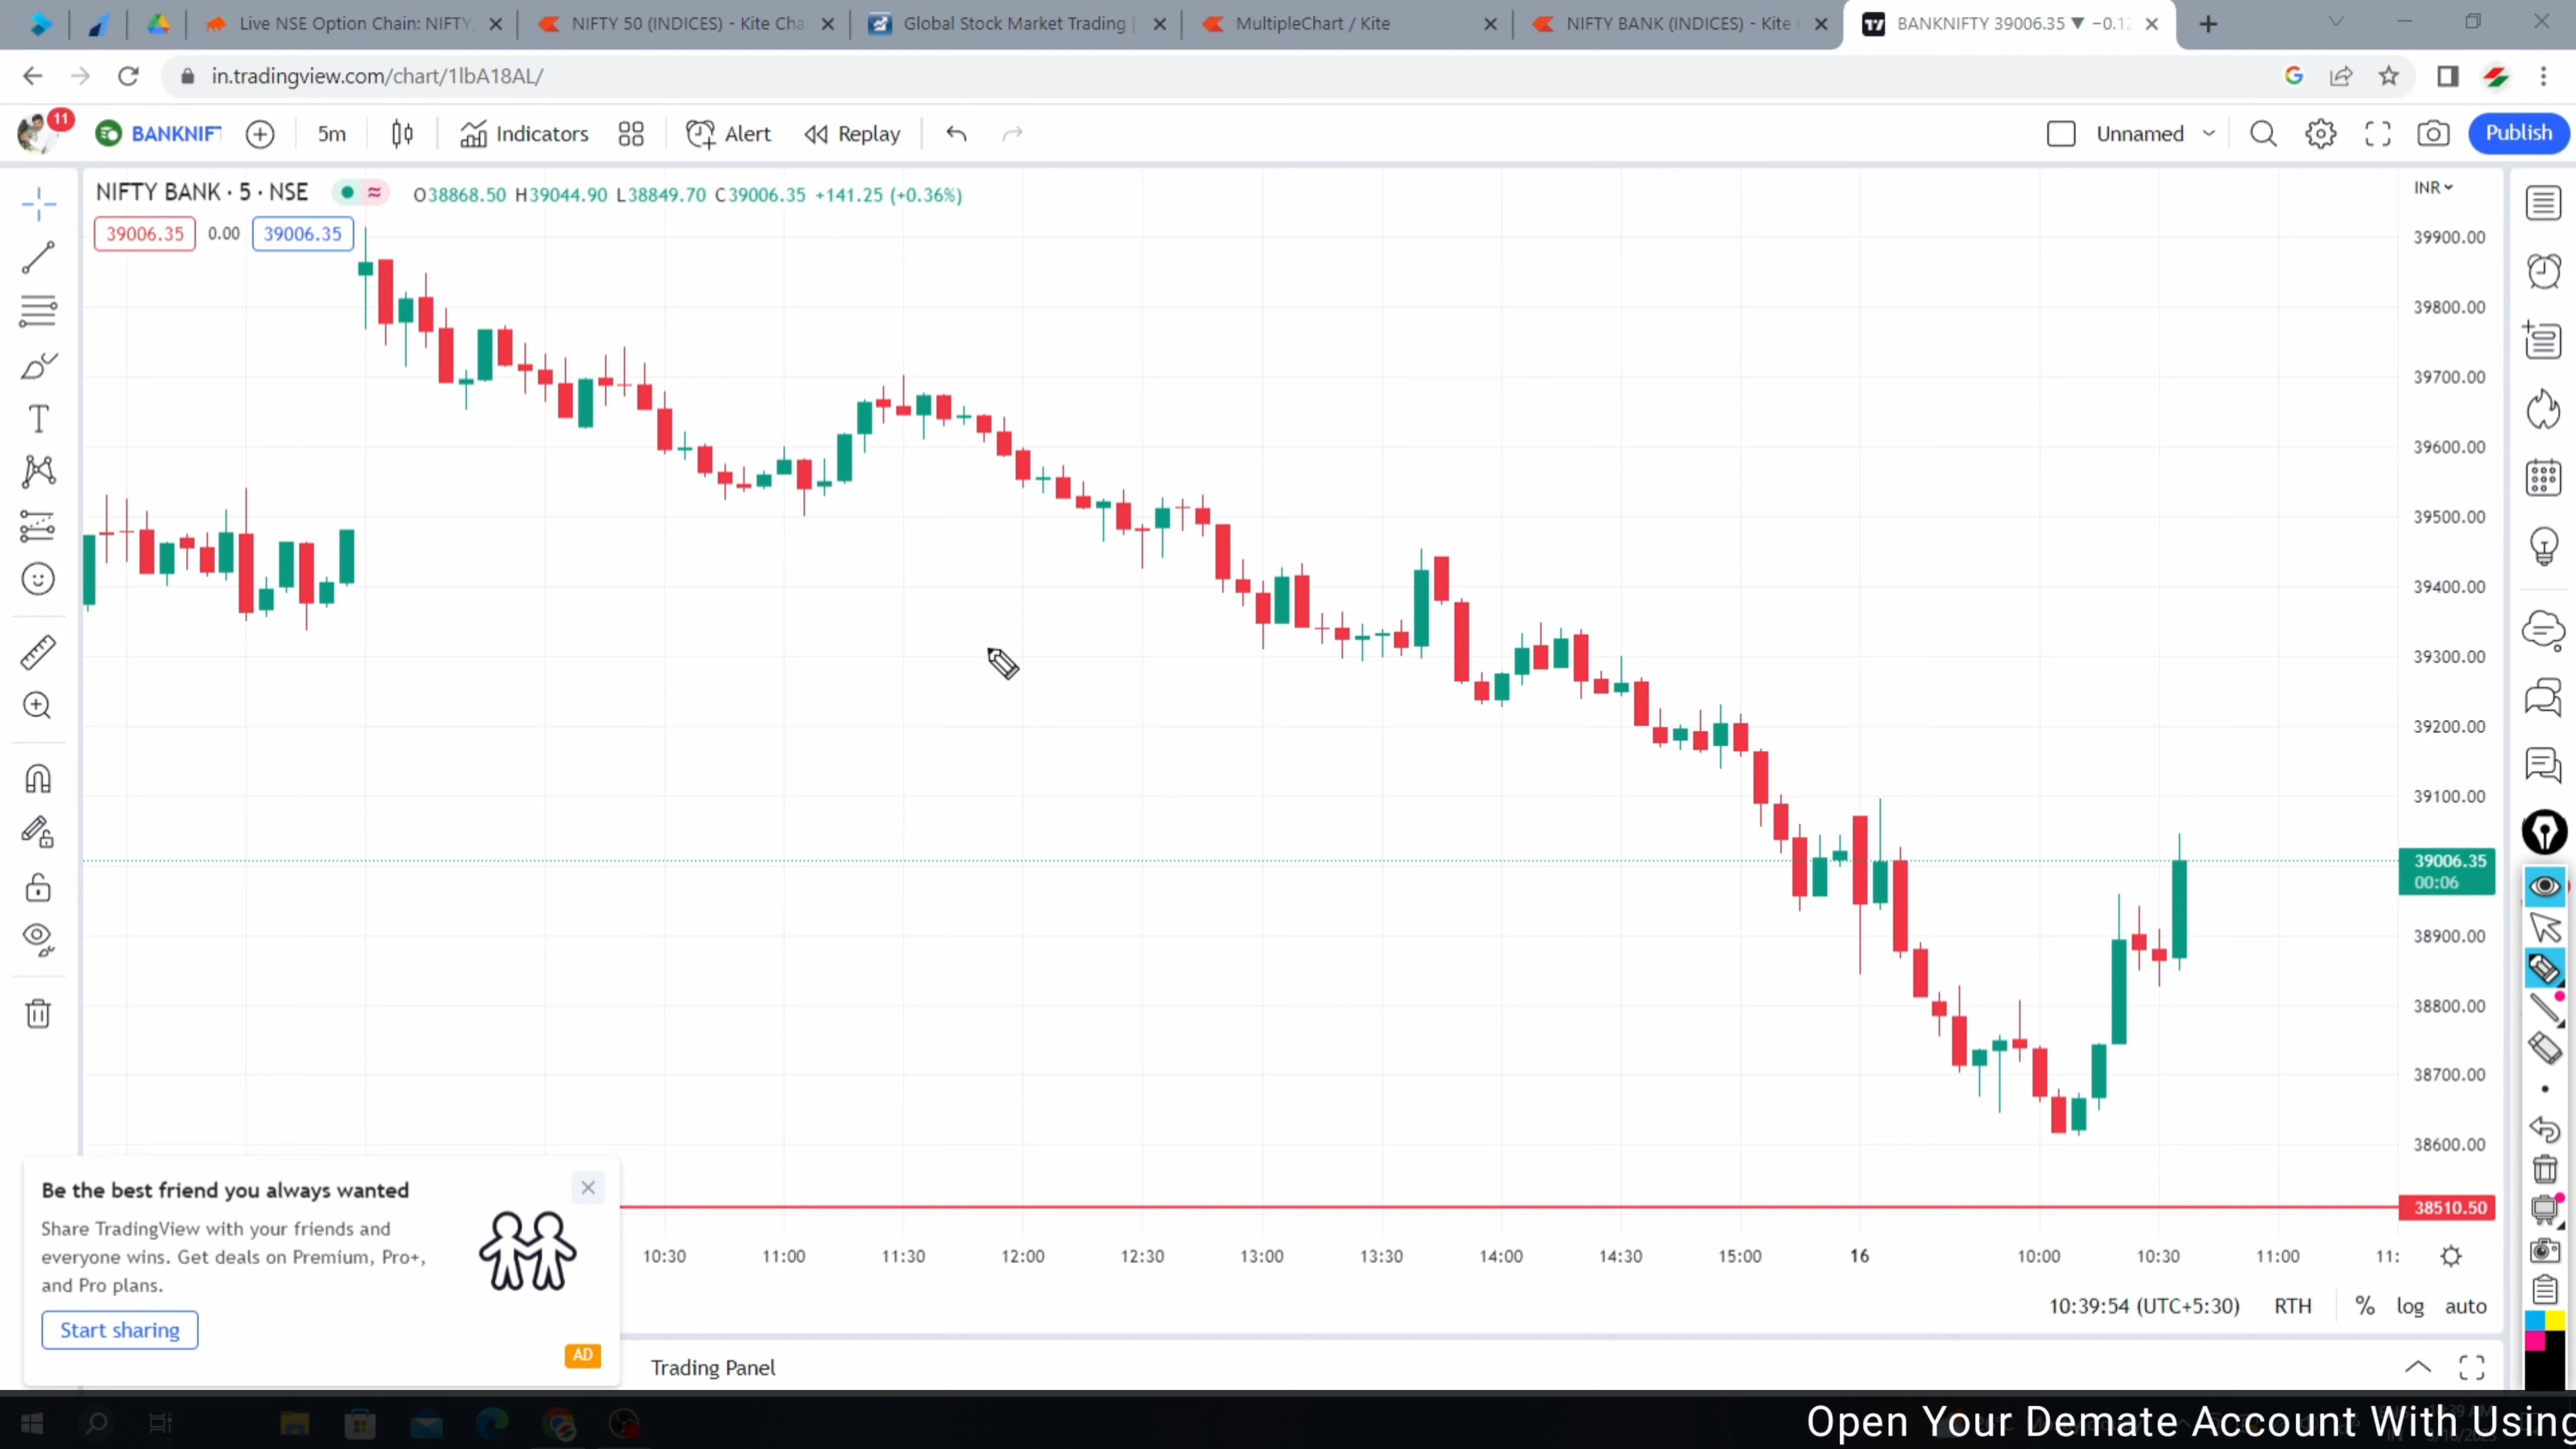 Live NSE Option Chain: NIFTY
NIFTY 50 (INDICES) - Kite Cha
Global Stock Market Trading |
MultipleChart / Kite
NIFTY BANK (INDICES) - Kite
BANKNIFTY 39006.35 ▼ −0.12
in.tradingview.com/chart/1lbA18AL/
11
BANKNIF
5m
Indicators
Alert
Replay
Unnamed
Publish
NIFTY BANK · 5 · NSE
O38868.50 H39044.90 L38849.70 C39006.35 +141.25 (+0.36%)
39006.35
0.00
39006.35
INR
39900.00
39800.00
39700.00
39600.00
39500.00
39400.00
39300.00
39200.00
39100.00
39006.35
00:06
38900.00
38800.00
38700.00
38600.00
38510.50
Be the best friend you always wanted
Share TradingView with your friends and
everyone wins. Get deals on Premium, Pro+,
and Pro plans.
Start sharing
AD
10:30
11:00
11:30
12:00
12:30
13:00
13:30
14:00
14:30
15:00
16
10:00
10:30
11:00
11:
10:39:54 (UTC+5:30)
RTH
%
log
auto
Trading Panel
Open Your Demate Account With Using